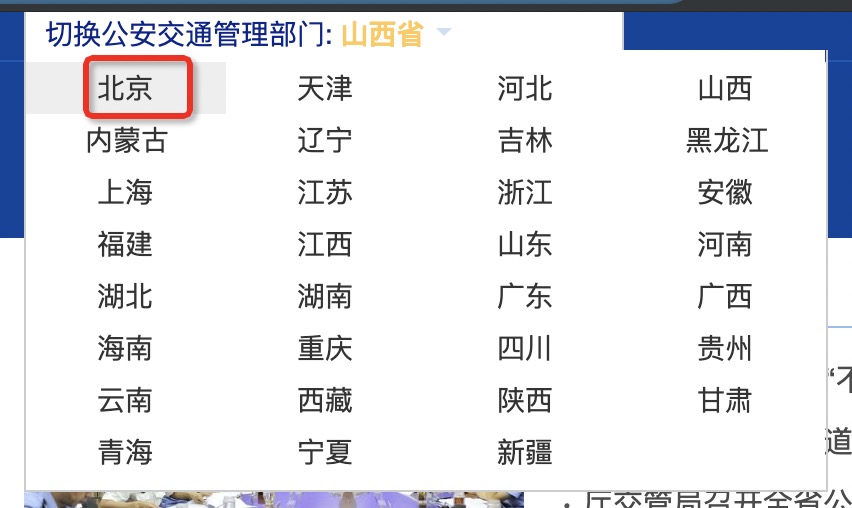 切换公安交通管理部门: 山西省
北京 天津 河北 山西
内蒙古 辽宁 吉林 黑龙江
上海 江苏 浙江 安徽
福建 江西 山东 河南
湖北 湖南 广东 广西
海南 重庆 四川 贵州
“不
云南 西藏 陕西 甘肃
道
青海 宁夏 新疆
· 厅交管局召开全省公